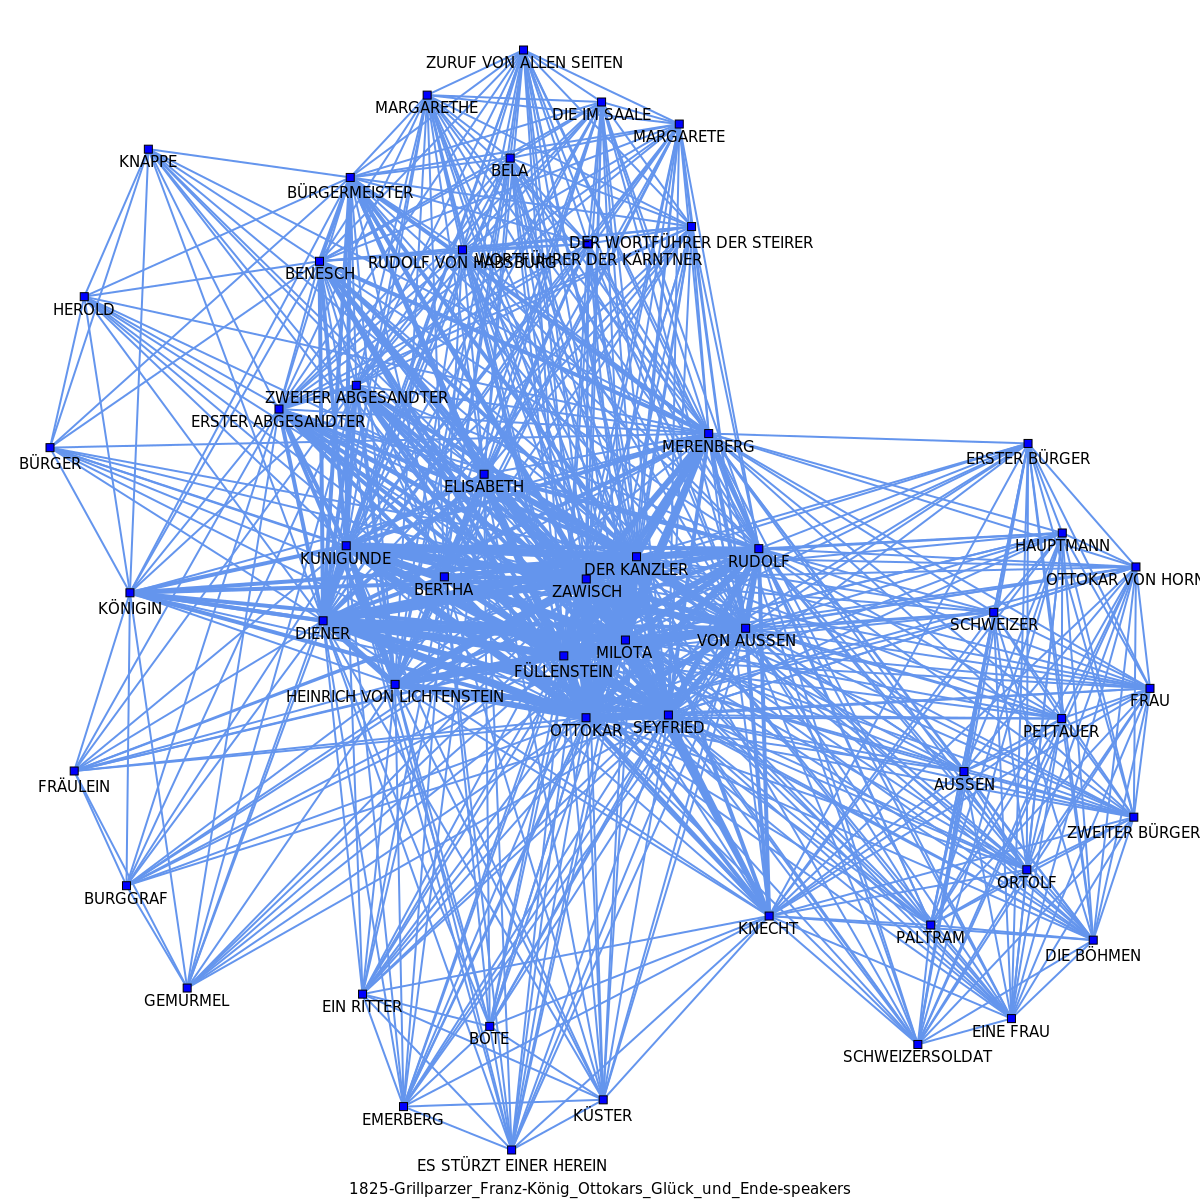 ZURUF VON ALLEN SEITEN
MARGARETHE
DIE IM SAALE
MARGARETE
KNAPPE
BELA
BÜRGERMEISTER
DER WORTFÜHRER DER STEIRER
RUDOLF VON HABSBURG
WORTFÜHRER DER KÄRNTNER
BENESCH
HEROLD
ZWEITER ABGESANDTER
ERSTER ABGESANDTER
MERENBERG
ERSTER BÜRGER
BÜRGER
ELISABETH
HAUPTMANN
KUNIGUNDE
RUDOLF
DER KANZLER
OTTOKAR VON HORN
BERTHA
ZAWISCH
KÖNIGIN
SCHWEIZER
DIENER
VON AUSSEN
MILOTA
FÜLLENSTEIN
HEINRICH VON LICHTENSTEIN
FRAU
OTTOKAR
SEYFRIED
PETTAUER
FRÄULEIN
AUSSEN
ZWEITER BÜRGER
ORTOLF
BURGGRAF
KNECHT
PALTRAM
DIE BÖHMEN
GEMURMEL
EIN RITTER
EINE FRAU
BOTE
SCHWEIZERSOLDAT
KÜSTER
EMERBERG
ES STÜRZT EINER HEREIN
1825-Grillparzer_Franz-König_Ottokars_Glück_und_Ende-speakers